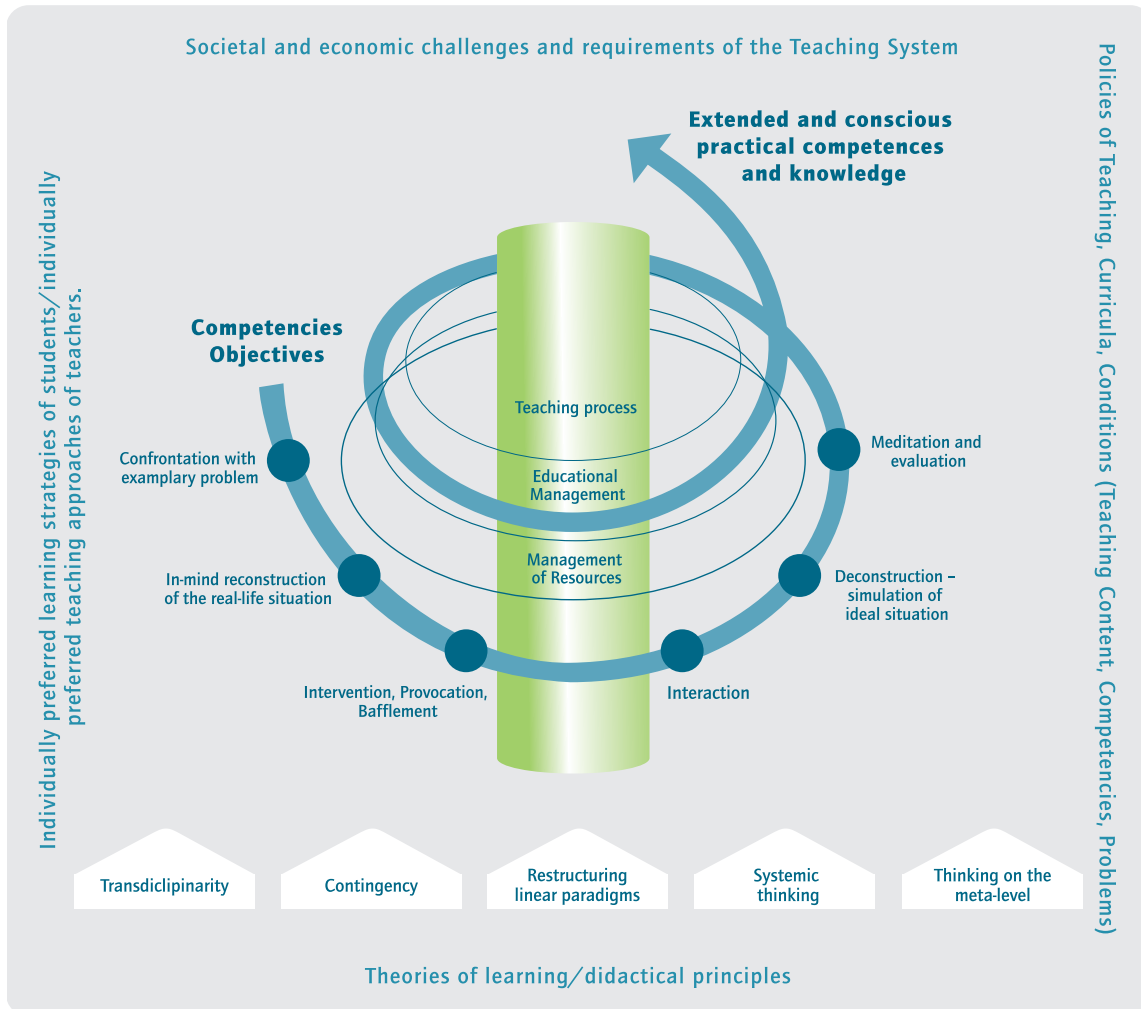 Societal and economic challenges and requirements of the Teaching System
Individually preferred learning strategies of students/individually
preferred teaching approaches of teachers.
Policies of Teaching, Curricula, Conditions (Teaching Content, Competencies, Problems)
Extended and conscious
practical competences
and knowledge
Competencies
Objectives
Teaching process
Educational
Management
Management
of Resources
Confrontation with
examplary problem
In-mind reconstruction
of the real-life situation
Intervention, Provocation,
Bafflement
Interaction
Deconstruction –
simulation of
ideal situation
Meditation and
evaluation
Transdiclipinarity
Contingency
Restructuring
linear paradigms
Systemic
thinking
Thinking on the
meta-level
Theories of learning/didactical principles